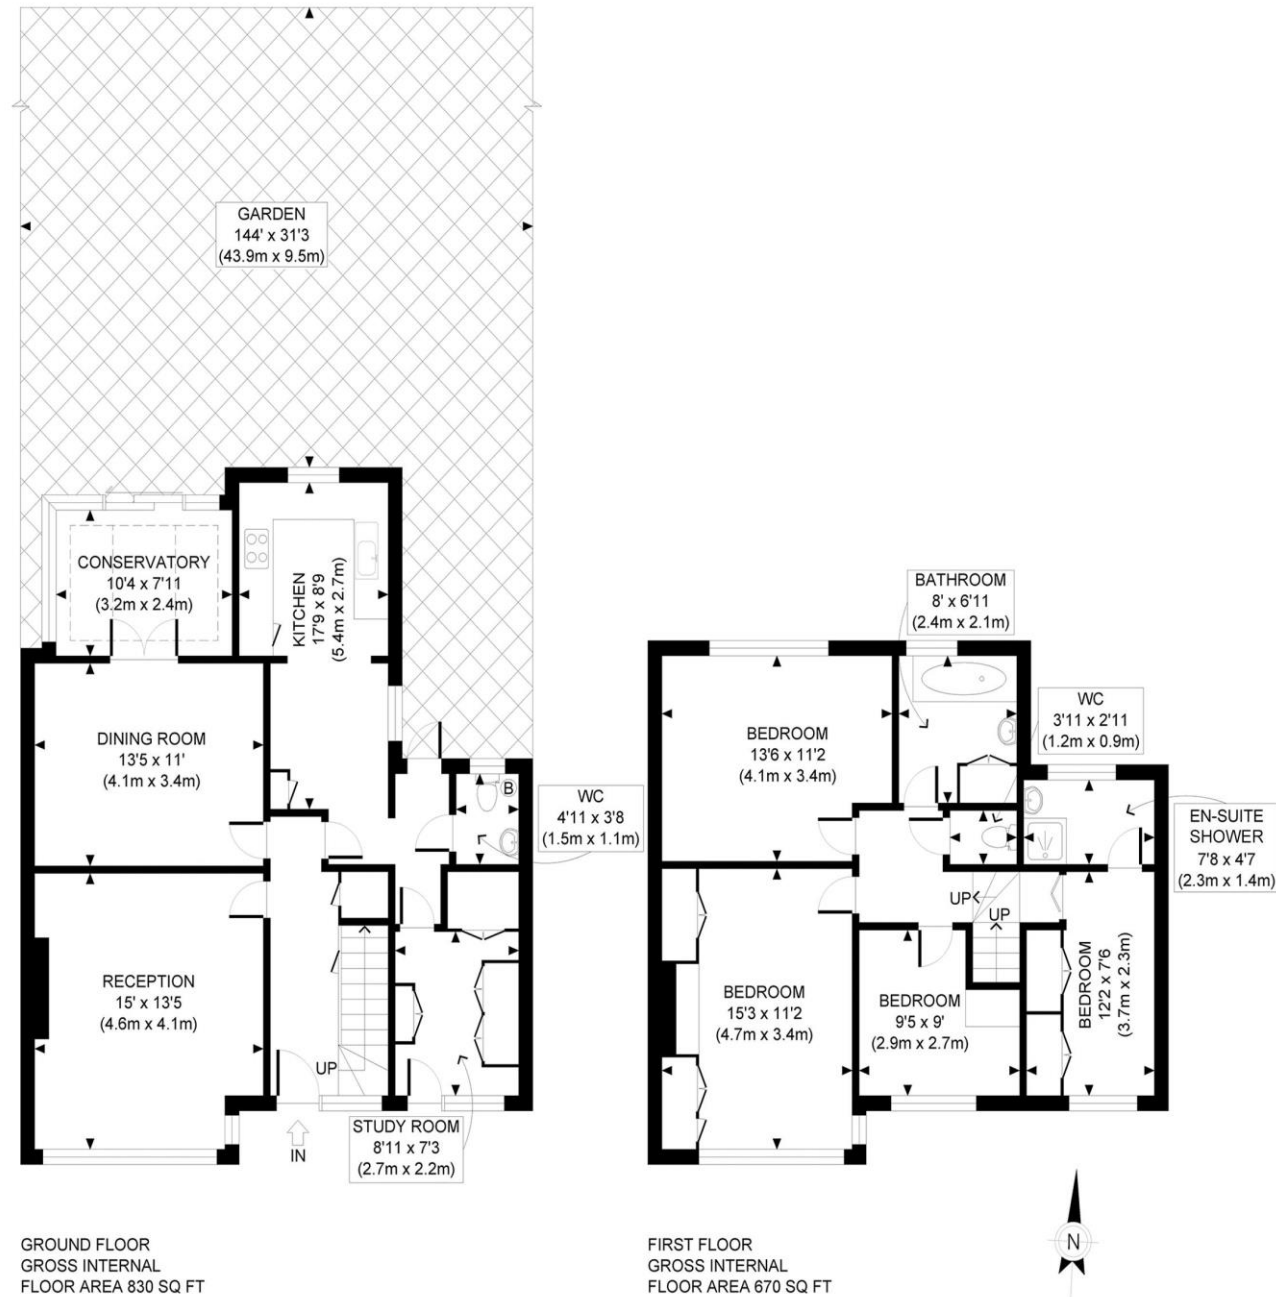 GARDEN
144' x 31'3
(43.9m x 9.5m)
CONSERVATORY
10'4 x 7'11
(3.2m x 2.4m)
KITCHEN
17'9 x 8'9
(5.4m x 2.7m)
DINING ROOM
13'5 x 11'
(4.1m x 3.4m)
B
WC
4'11 x 3'8
(1.5m x 1.1m)
RECEPTION
15' x 13'5
(4.6m x 4.1m)
UP
IN
STUDY ROOM
8'11 x 7'3
(2.7m x 2.2m)
GROUND FLOOR
GROSS INTERNAL
FLOOR AREA 830 SQ FT
BATHROOM
8' x 6'11
(2.4m x 2.1m)
WC
3'11 x 2'11
(1.2m x 0.9m)
BEDROOM
13'6 x 11'2
(4.1m x 3.4m)
EN-SUITE
SHOWER
7'8 x 4'7
(2.3m x 1.4m)
UP
UP
BEDROOM
15'3 x 11'2
(4.7m x 3.4m)
BEDROOM
9'5 x 9'
(2.9m x 2.7m)
BEDROOM
12'2 x 7'6
(3.7m x 2.3m)
N
FIRST FLOOR
GROSS INTERNAL
FLOOR AREA 670 SQ FT